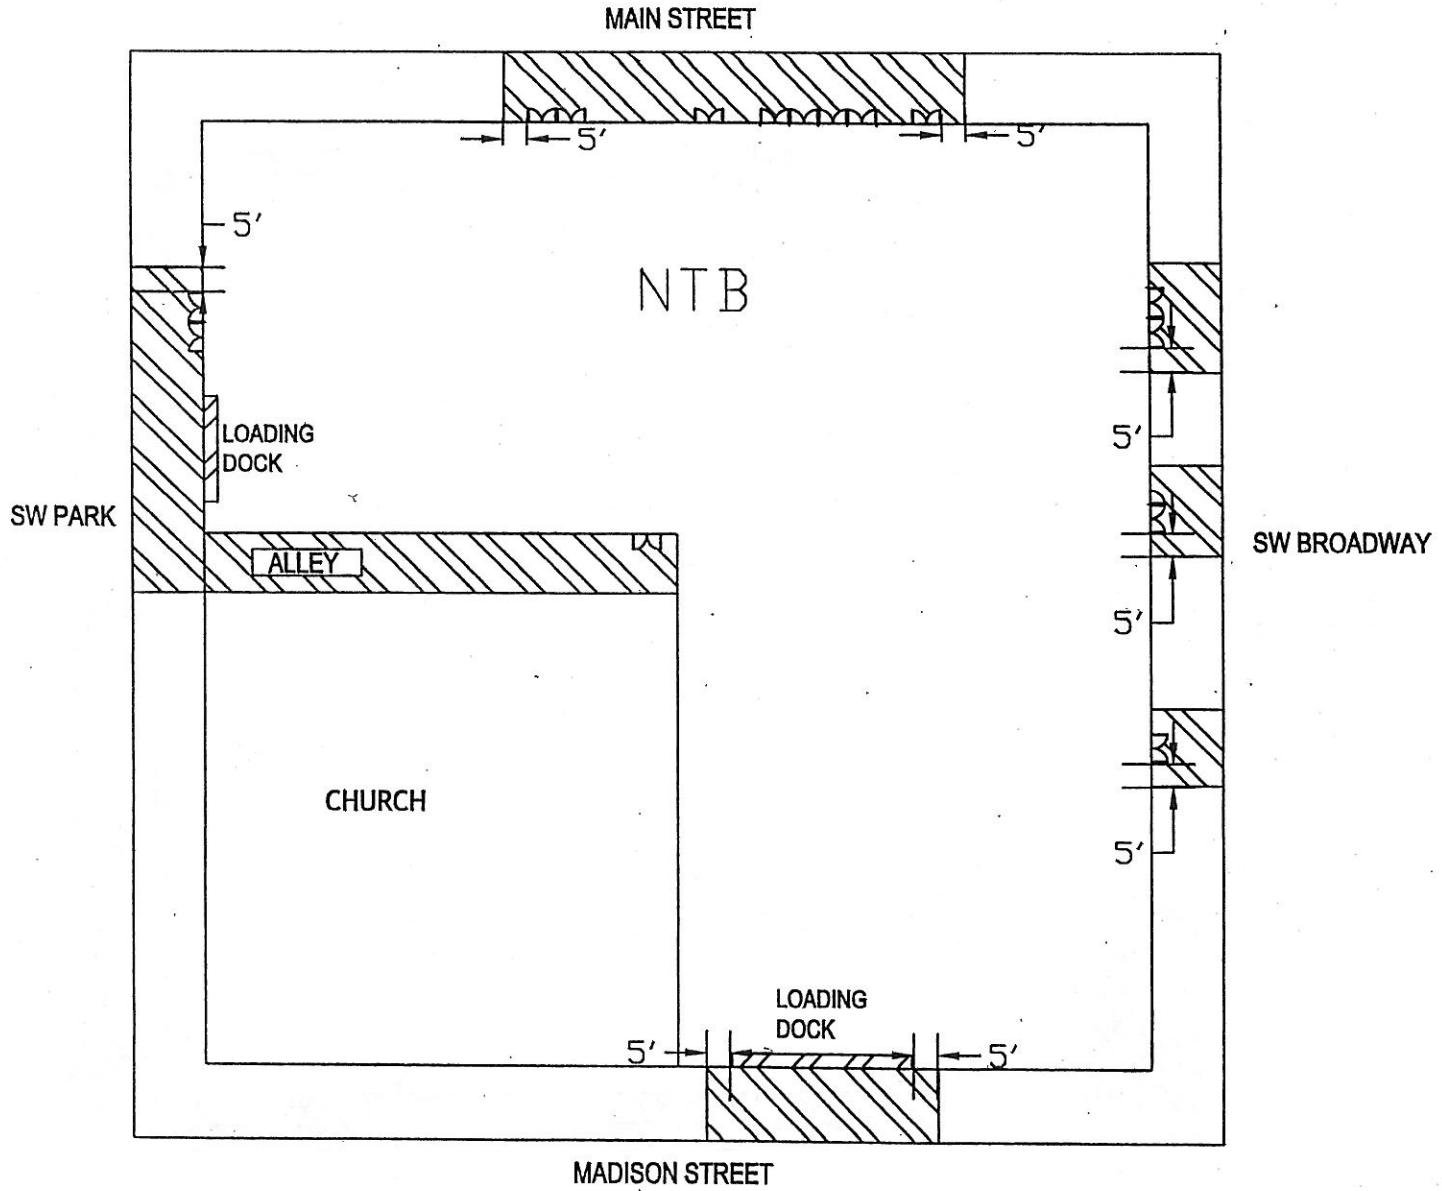 MAIN STREET
5' 5'
5'
NTB
LOADING
DOCK
5'
SW PARK
ALLEY
SW BROADWAY
5'
CHURCH
5'
LOADING
DOCK
5' 5'
MADISON STREET